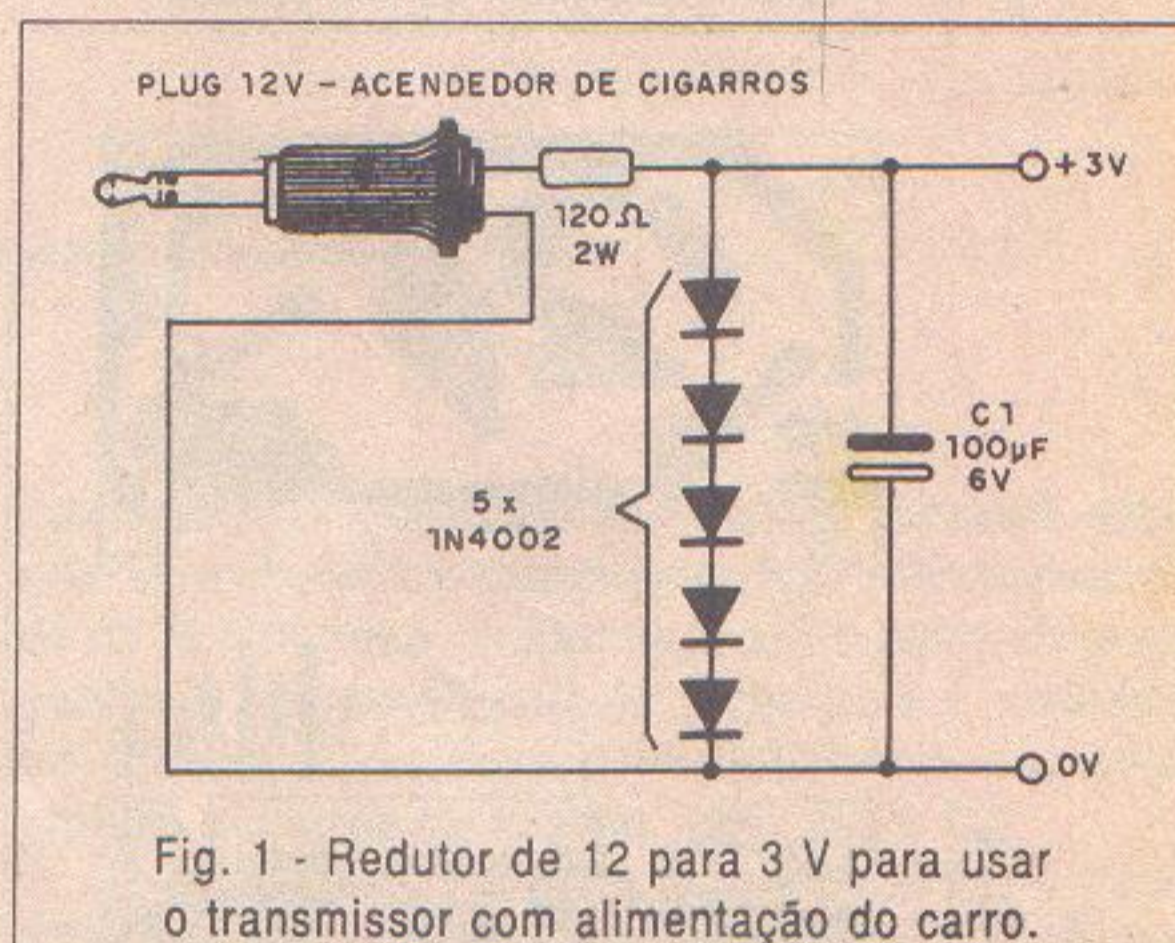 PLUG 12V – ACENDEDOR DE CIGARROS
+3V
120Ω
2W
C1
100µF
6V
5 x
1N4002
0V
Fig. 1 - Redutor de 12 para 3 V para usar
o transmissor com alimentação do carro.